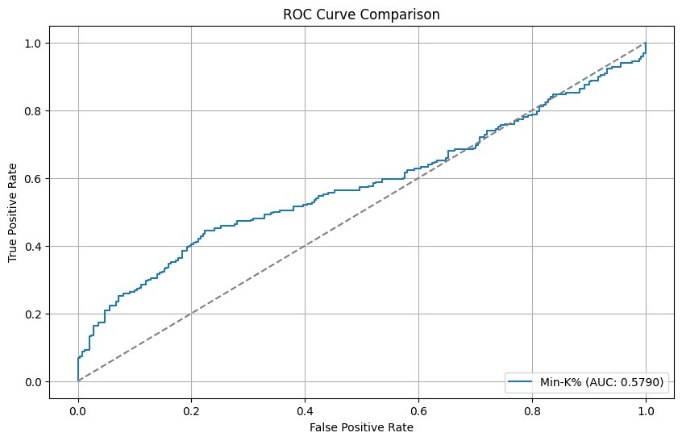 ROC Curve Comparison
True Positive Rate
1.0
0.8
0.6
0.4
0.2
0.0
0.0 0.2 0.4 0.6 0.8 1.0
False Positive Rate
Min-K% (AUC: 0.5790)